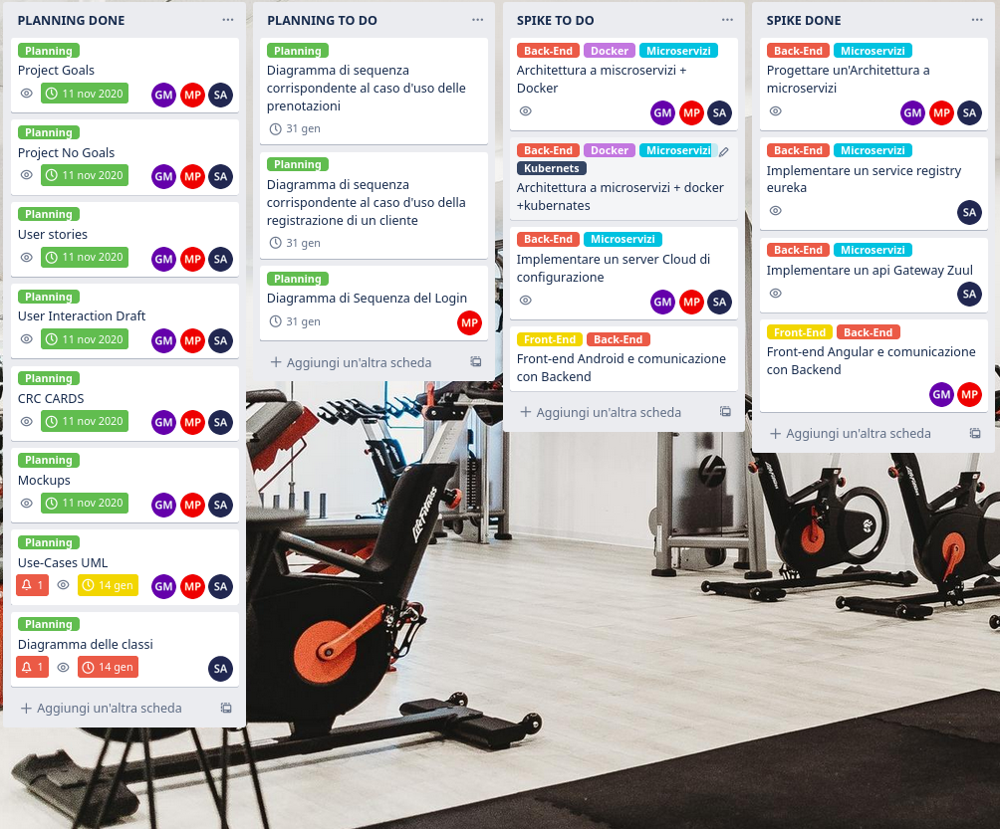 PLANNING DONE
Planning
Project Goals
11 nov 2020
GM MP SA
Planning
Project No Goals
11 nov 2020
GM MP SA
Planning
User stories
11 nov 2020
GM MP SA
Planning
User Interaction Draft
11 nov 2020
GM MP SA
Planning
CRC CARDS
11 nov 2020
GM MP SA
Planning
Mockups
11 nov 2020
GM MP SA
Planning
Use-Cases UML
1 14 gen
GM MP SA
Planning
Diagramma delle classi
1 14 gen
SA
Aggiungi un'altra scheda
PLANNING TO DO
Planning
Diagramma di sequenza
corrispondente al caso d'uso delle
prenotazioni
31 gen
Planning
Diagramma di sequenza
corrispondente al caso d'uso della
registrazione di un cliente
31 gen
Planning
Diagramma di Sequenza del Login
31 gen
MP
Aggiungi un'altra scheda
SPIKE TO DO
Back-End Docker Microservizi
Architettura a miscroservizi +
Docker
GM MP SA
Back-End Docker Microservizi
Kubernets
Architettura a microservizi + docker
+kubernates
Back-End Microservizi
Implementare un server Cloud di
configurazione
GM MP SA
Front-End Back-End
Front-end Android e comunicazione
con Backend
Aggiungi un'altra scheda
SPIKE DONE
Back-End Microservizi
Progettare un'Architettura a
microservizi
GM MP SA
Back-End Microservizi
Implementare un service registry
eureka
SA
Back-End Microservizi
Implementare un api Gateway Zuul
SA
Front-End Back-End
Front-end Angular e comunicazione
con Backend
GM MP
Aggiungi un'altra scheda
Life Fitness